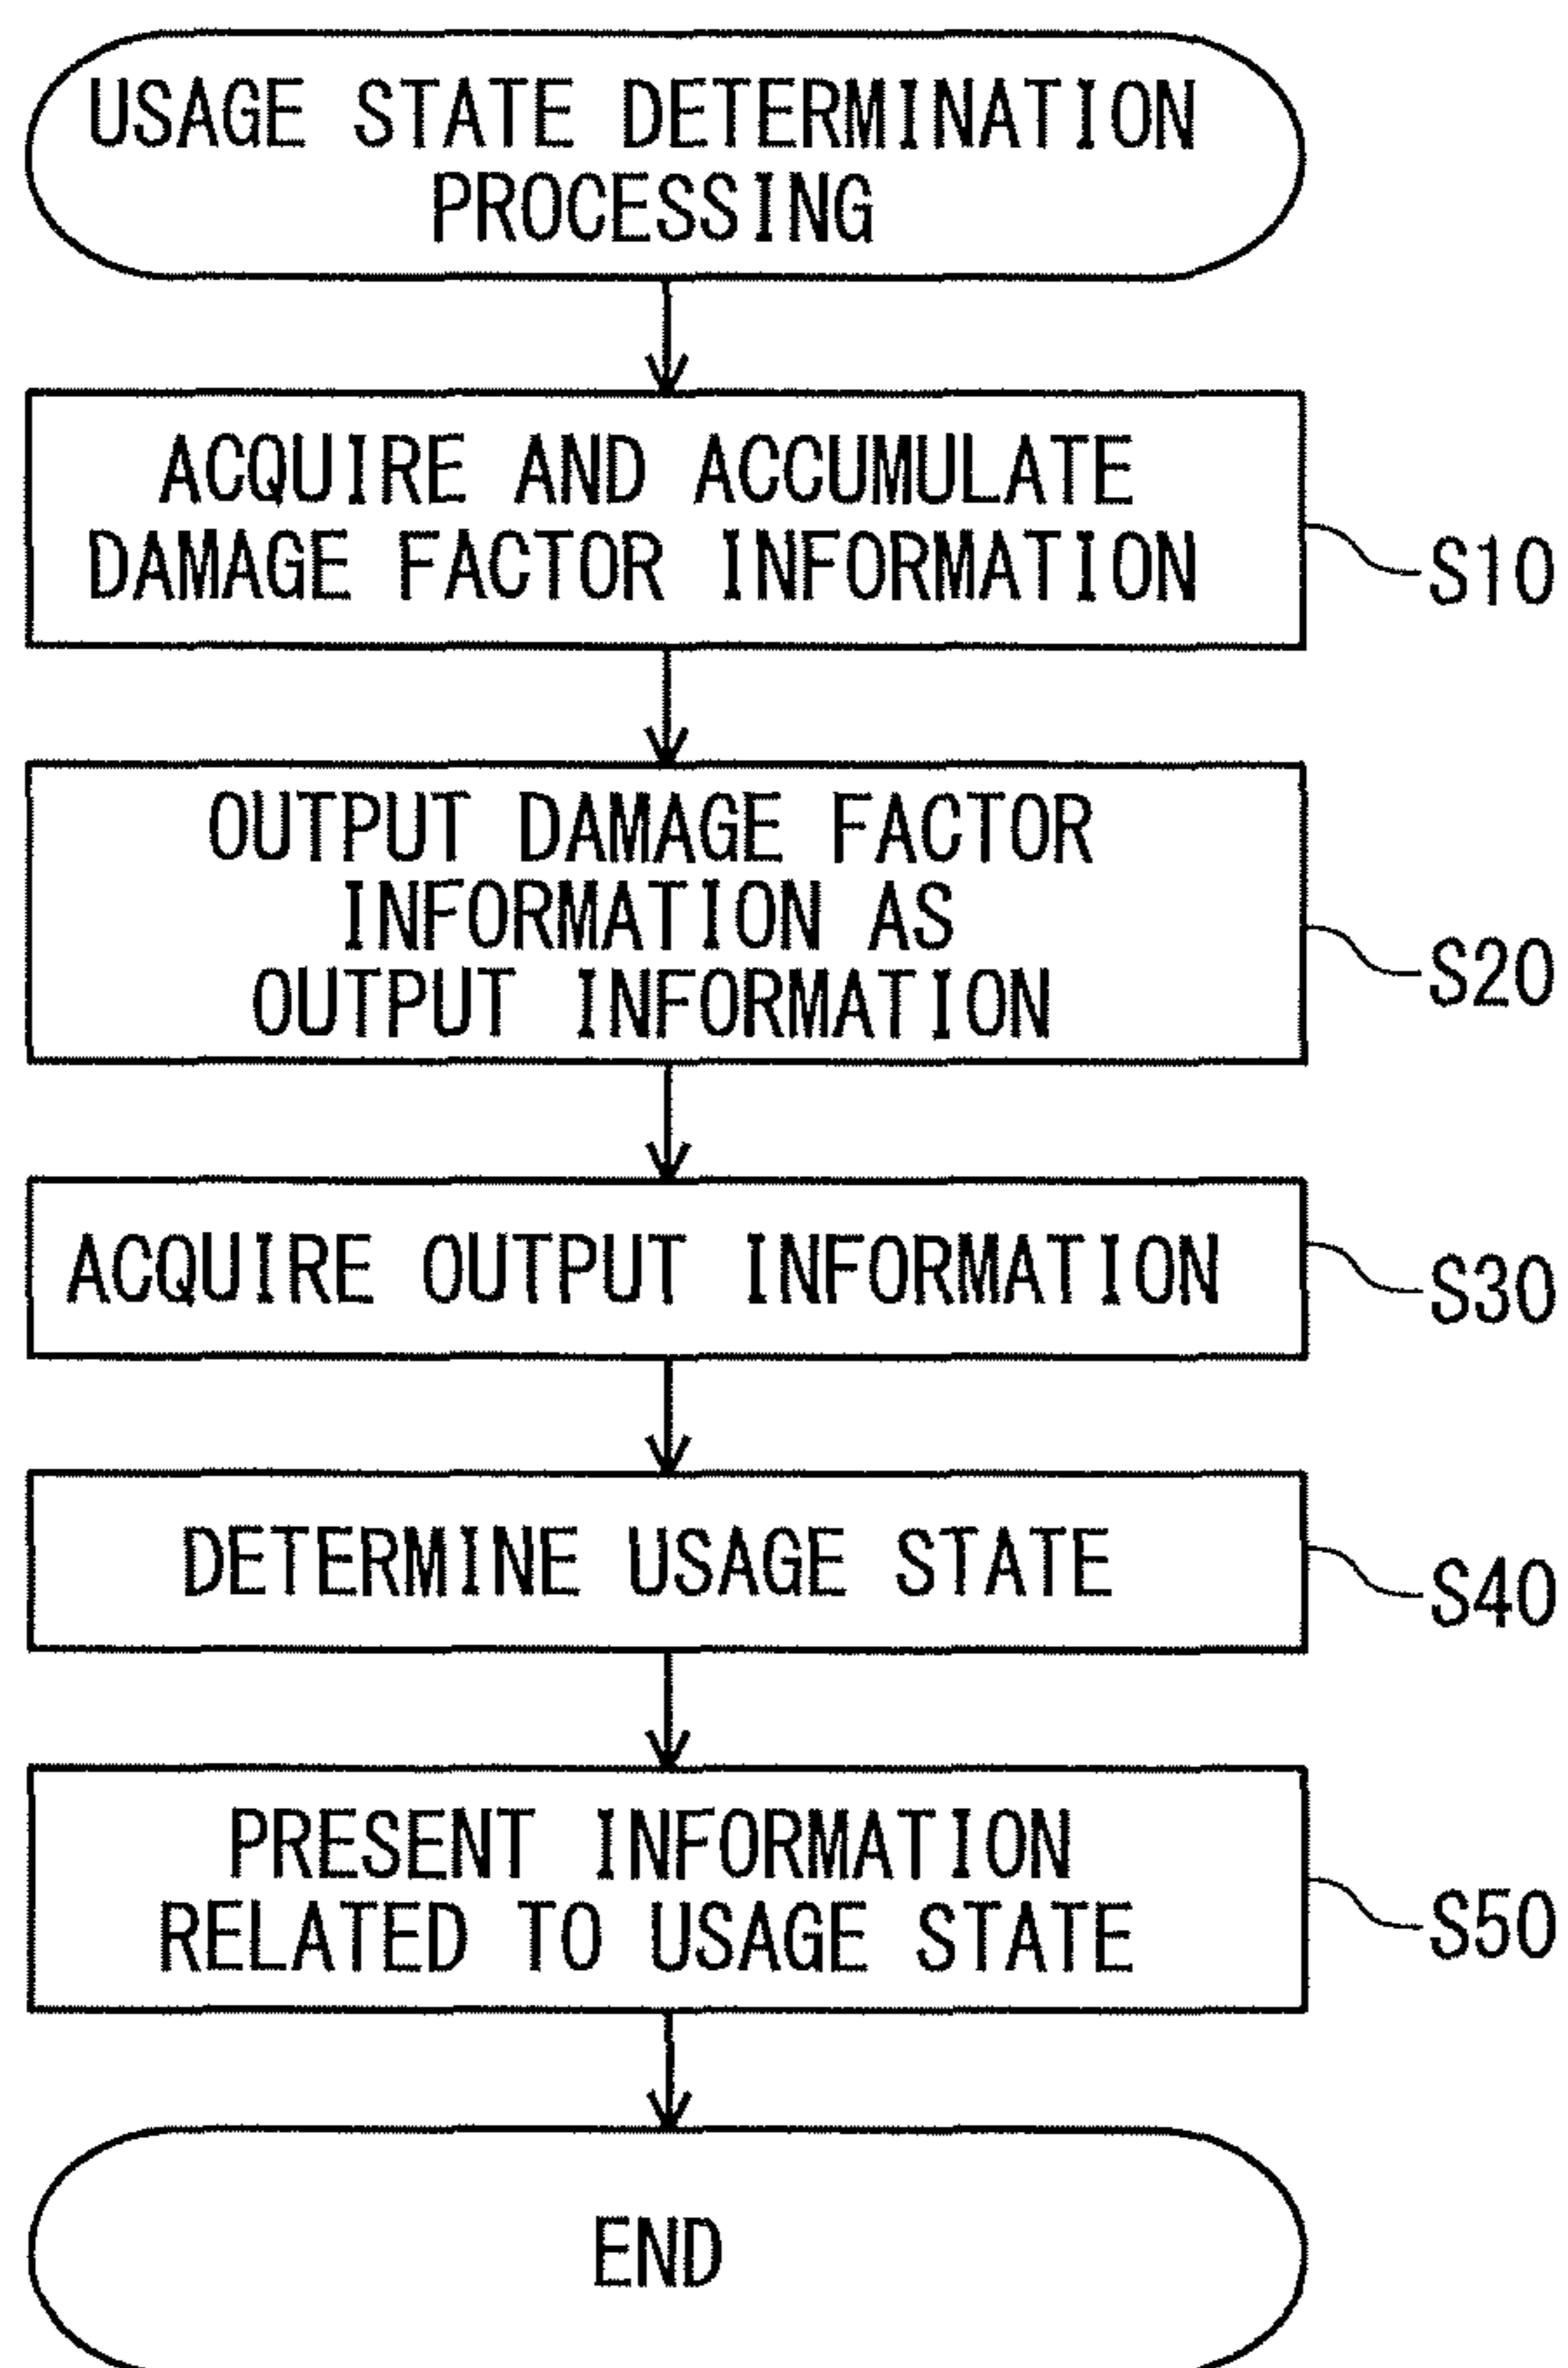 USAGE STATE DETERMINATION
PROCESSING
ACQUIRE AND ACCUMULATE
DAMAGE FACTOR INFORMATION
S10
OUTPUT DAMAGE FACTOR
INFORMATION AS
OUTPUT INFORMATION
S20
ACQUIRE OUTPUT INFORMATION
S30
DETERMINE USAGE STATE
S40
PRESENT INFORMATION
RELATED TO USAGE STATE
S50
END